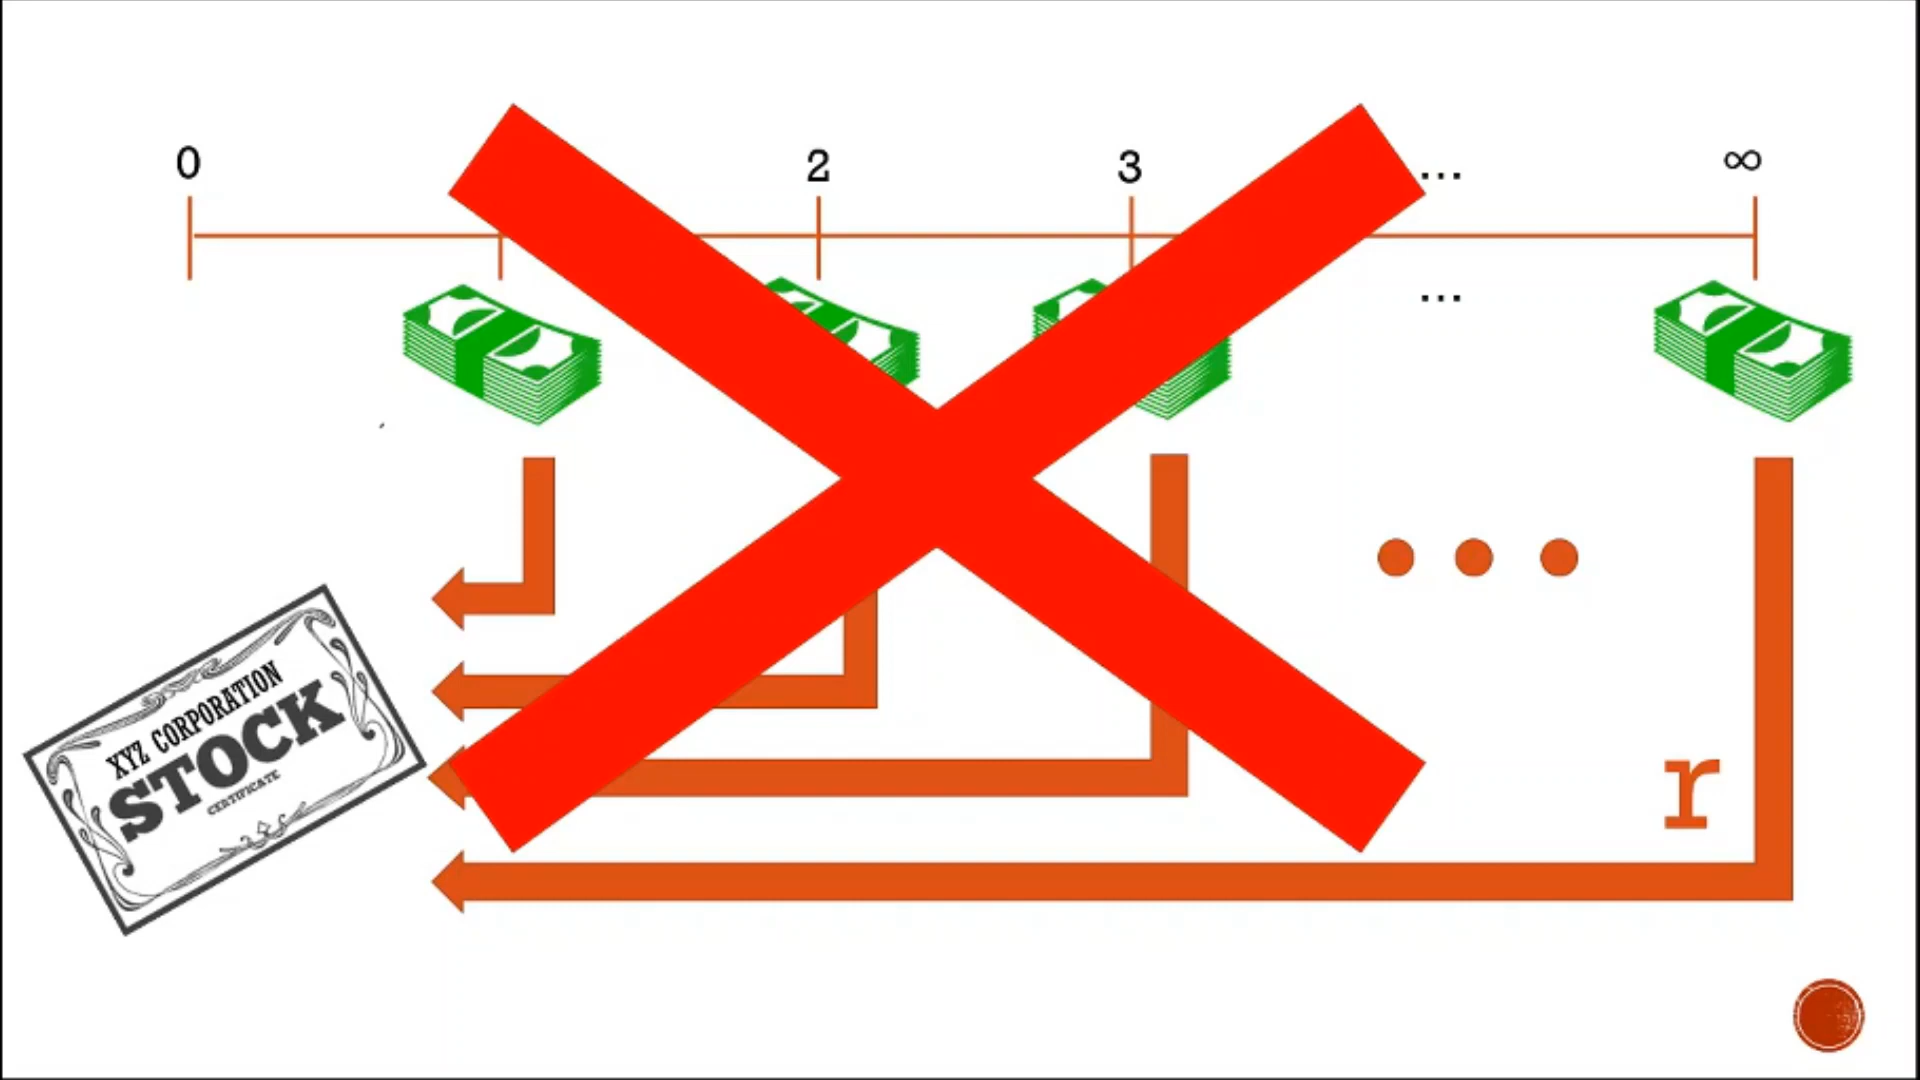 0 2 3 ... ∞
...
XYZ CORPORATION
STOCK
CERTIFICATE
r